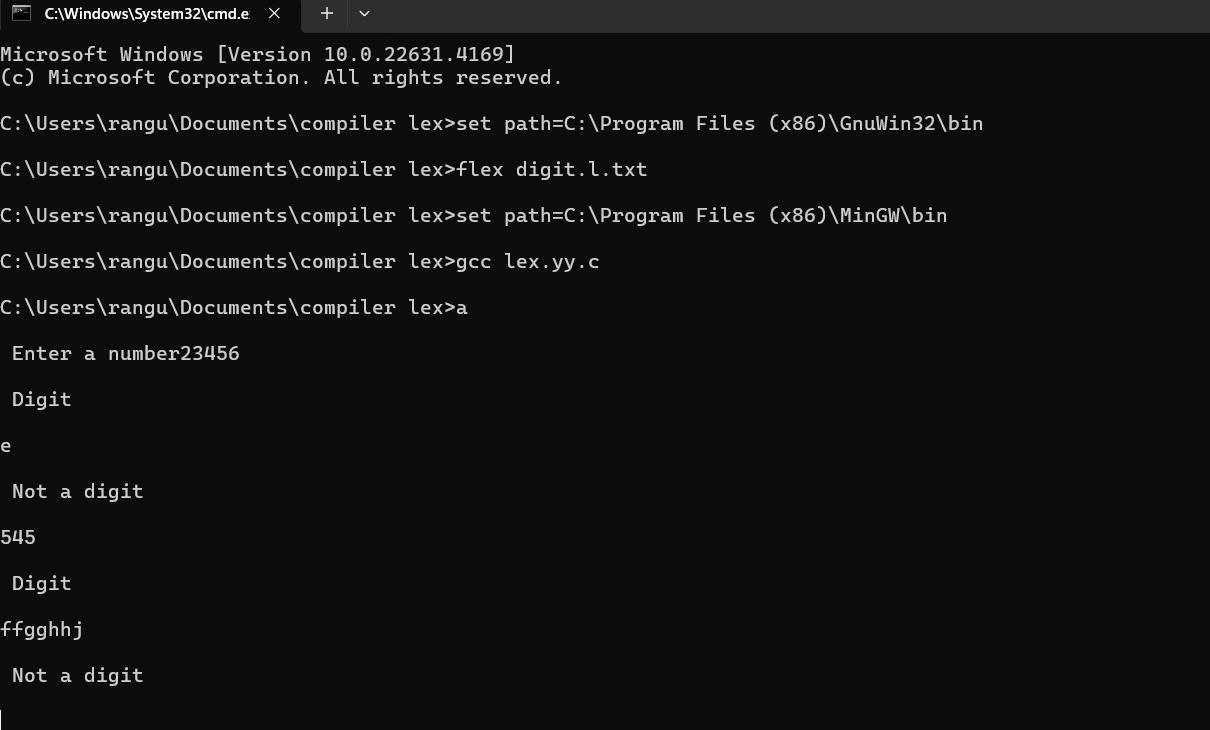 C:\Windows\System32\cmd.e
Microsoft Windows [Version 10.0.22631.4169]
(c) Microsoft Corporation. All rights reserved.
C:\Users\rangu\Documents\compiler lex>set path=C:\Program Files (x86)\GnuWin32\bin
C:\Users\rangu\Documents\compiler lex>flex digit.l.txt
C:\Users\rangu\Documents\compiler lex>set path=C:\Program Files (x86)\MinGW\bin
C:\Users\rangu\Documents\compiler lex>gcc lex.yy.c
C:\Users\rangu\Documents\compiler lex>a
Enter a number23456
Digit
e
Not a digit
545
Digit
ffgghhj
Not a digit